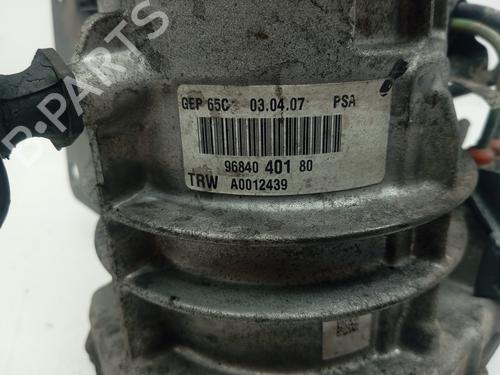 GEP 65C 03.04.07 PSA
96840 401 80
TRW A0012439
B-PARTS